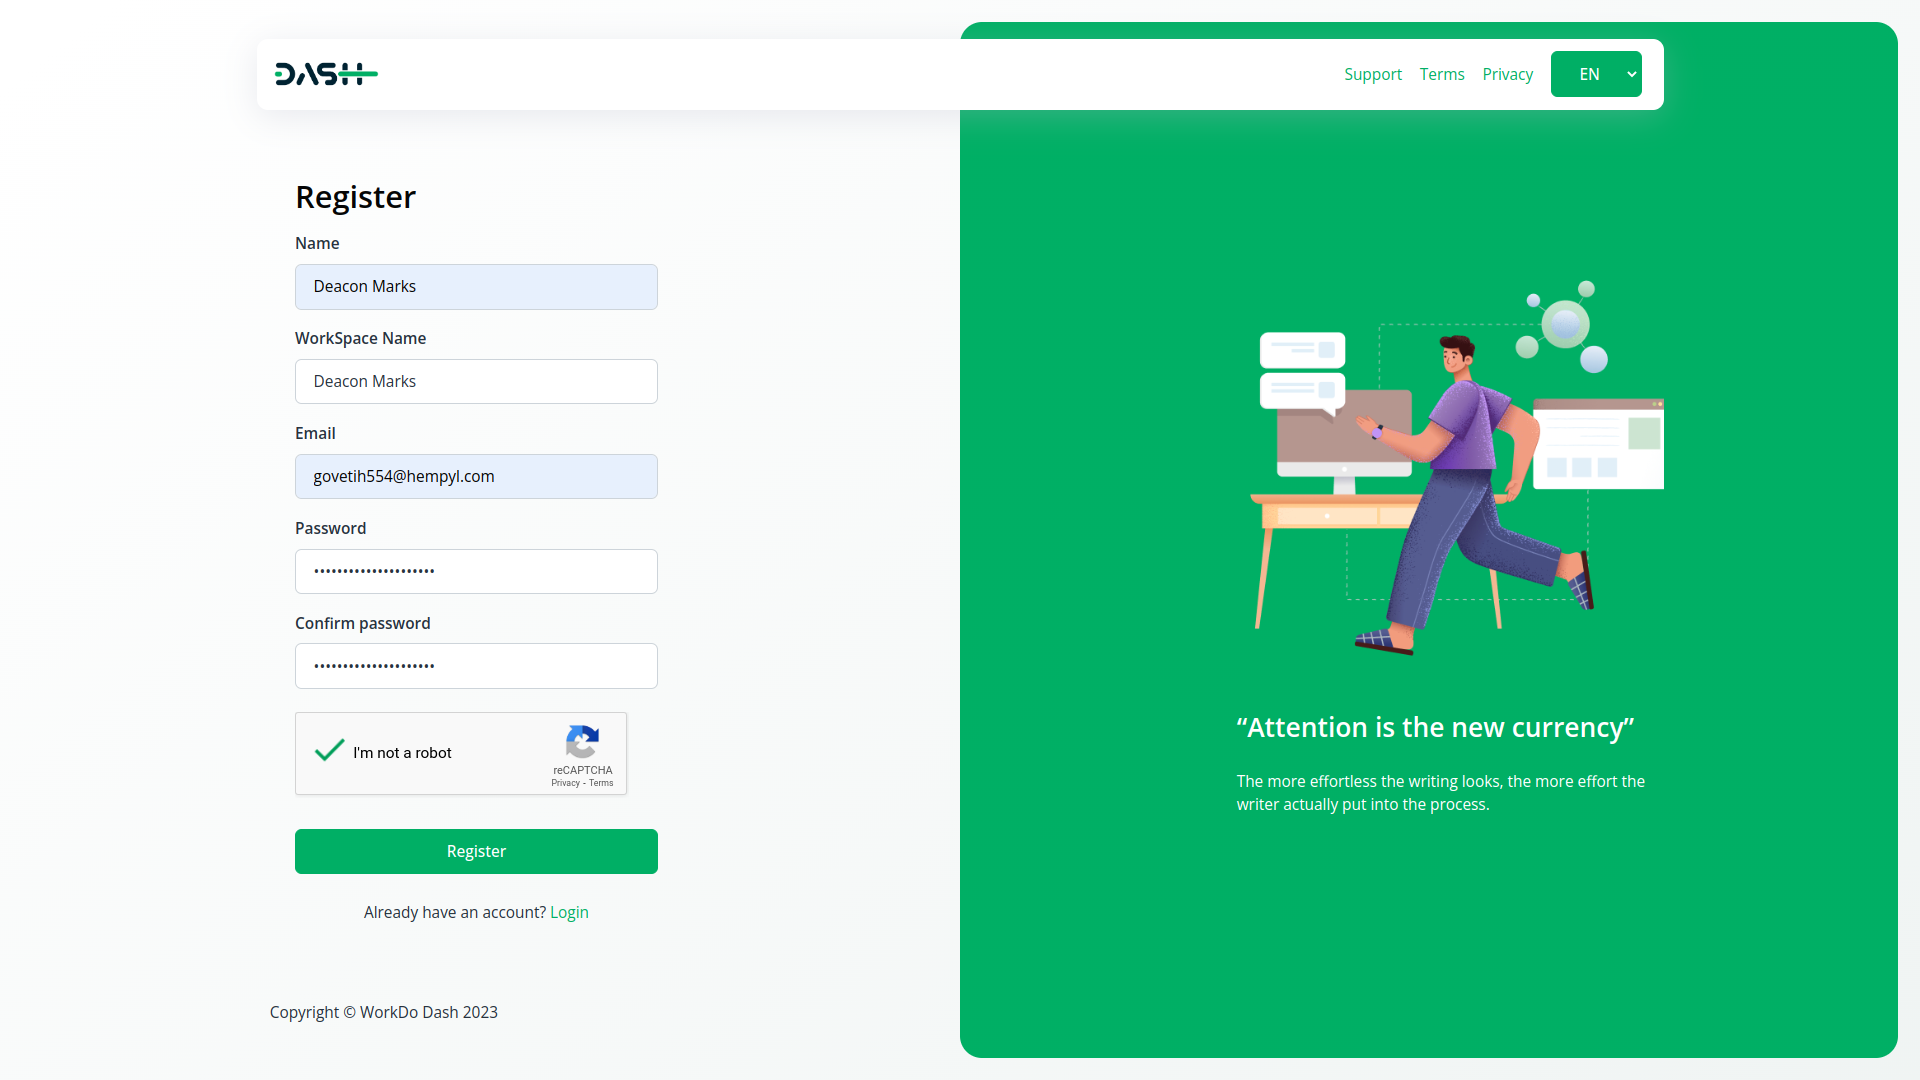 DASH
Support
Terms
Privacy
EN
Register
Name
Deacon Marks
WorkSpace Name
Deacon Marks
Email
govetih554@hempyl.com
Password
•••••••••••••••••••••
Confirm password
•••••••••••••••••••••
I'm not a robot
reCAPTCHA
Privacy - Terms
Register
Already have an account? Login
Copyright © WorkDo Dash 2023
“Attention is the new currency”
The more effortless the writing looks, the more effort the
writer actually put into the process.